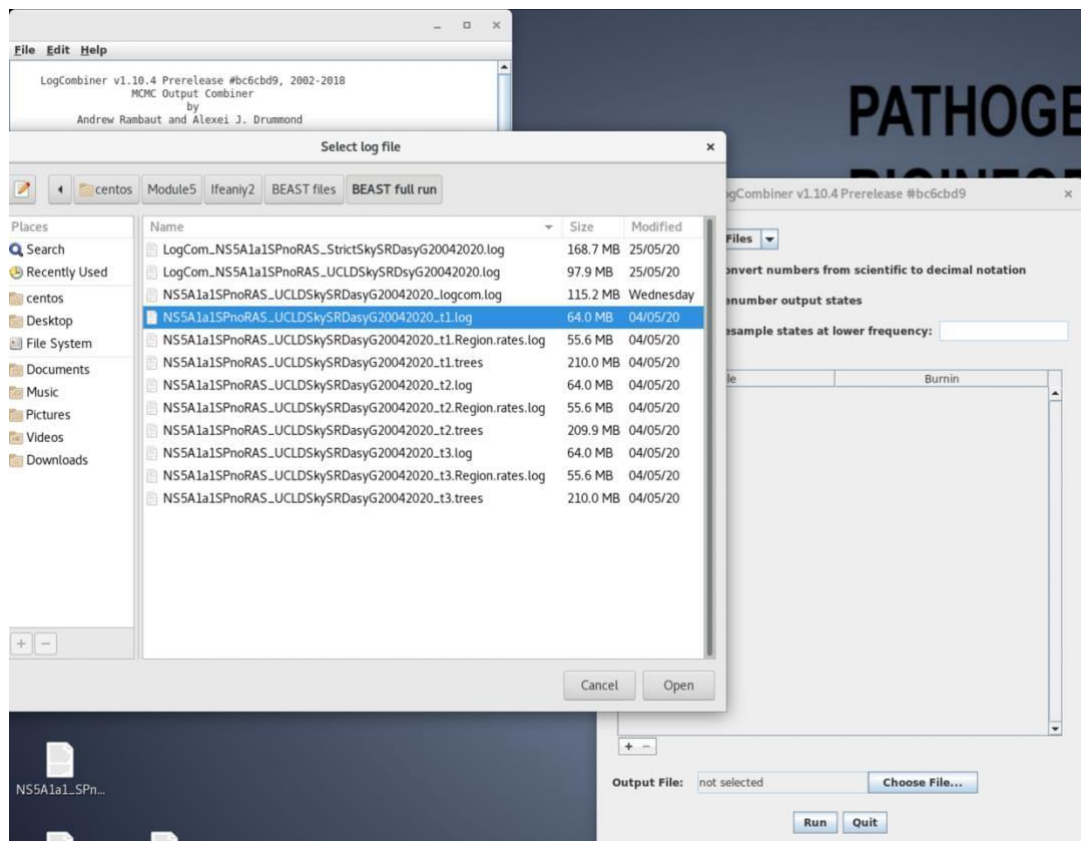 File Edit Help
LogCombiner v1.10.4 Prerelease #bc6cbd9, 2002-2018
MCMC Output Combiner
by
Andrew Rambaut and Alexei J. Drummond
PATHOGE
Select log file
centos Module5 Ifeaniy2 BEAST files BEAST full run
Places
Search
Recently Used
centos
Desktop
File System
Documents
Music
Pictures
Videos
Downloads
Name Size Modified
LogCom_NS5A1a1SPnoRAS_StrictSkySRDasyG20042020.log 168.7 MB 25/05/20
LogCom_NS5A1a1SPnoRAS_UCLDSkySRDsyG20042020.log 97.9 MB 25/05/20
NS5A1a1SPnoRAS_UCLDSkySRDasyG20042020_logcom.log 115.2 MB Wednesday
NS5A1a1SPnoRAS_UCLDSkySRDasyG20042020_t1.log 64.0 MB 04/05/20
NS5A1a1SPnoRAS_UCLDSkySRDasyG20042020_t1.Region.rates.log 55.6 MB 04/05/20
NS5A1a1SPnoRAS_UCLDSkySRDasyG20042020_t1.trees 210.0 MB 04/05/20
NS5A1a1SPnoRAS_UCLDSkySRDasyG20042020_t2.log 64.0 MB 04/05/20
NS5A1a1SPnoRAS_UCLDSkySRDasyG20042020_t2.Region.rates.log 55.6 MB 04/05/20
NS5A1a1SPnoRAS_UCLDSkySRDasyG20042020_t2.trees 209.9 MB 04/05/20
NS5A1a1SPnoRAS_UCLDSkySRDasyG20042020_t3.log 64.0 MB 04/05/20
NS5A1a1SPnoRAS_UCLDSkySRDasyG20042020_t3.Region.rates.log 55.6 MB 04/05/20
NS5A1a1SPnoRAS_UCLDSkySRDasyG20042020_t3.trees 210.0 MB 04/05/20
Cancel Open
ogCombiner v1.10.4 Prerelease #bc6cbd9
Files
onvert numbers from scientific to decimal notation
enumber output states
esample states at lower frequency:
le Burnin
Output File: not selected Choose File...
Run Quit
NS5A1a1_SPn...